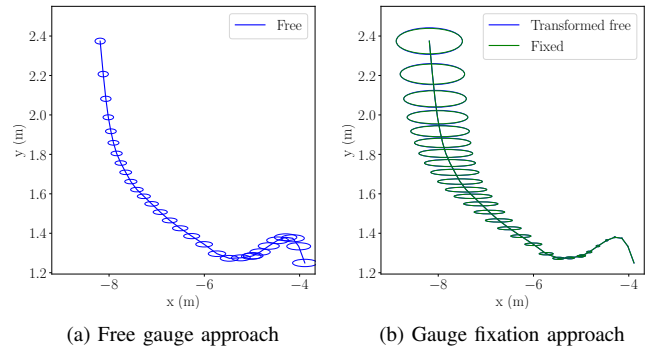 Free
2.4
2.2
2.0
1.8
1.6
1.4
1.2
y (m)
−8
−6
−4
x (m)
(a) Free gauge approach
Transformed free
Fixed
2.4
2.2
2.0
1.8
1.6
1.4
1.2
y (m)
−8
−7
−6
−5
−4
x (m)
(b) Gauge fixation approach